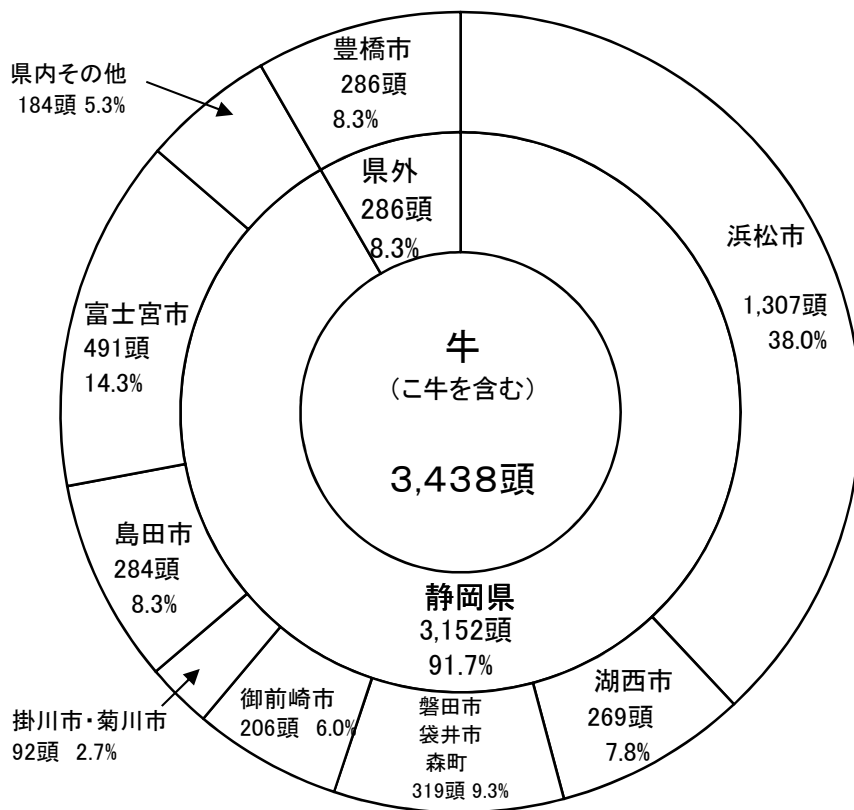 県内その他
184頭 5.3%
豊橋市
286頭
8.3%
県外
286頭
8.3%
浜松市
1,307頭
38.0%
富士宮市
491頭
14.3%
牛
(こ牛を含む)
3,438頭
島田市
284頭
8.3%
静岡県
3,152頭
91.7%
掛川市・菊川市
92頭 2.7%
御前崎市
206頭 6.0%
磐田市
袋井市
森町
319頭 9.3%
湖西市
269頭
7.8%